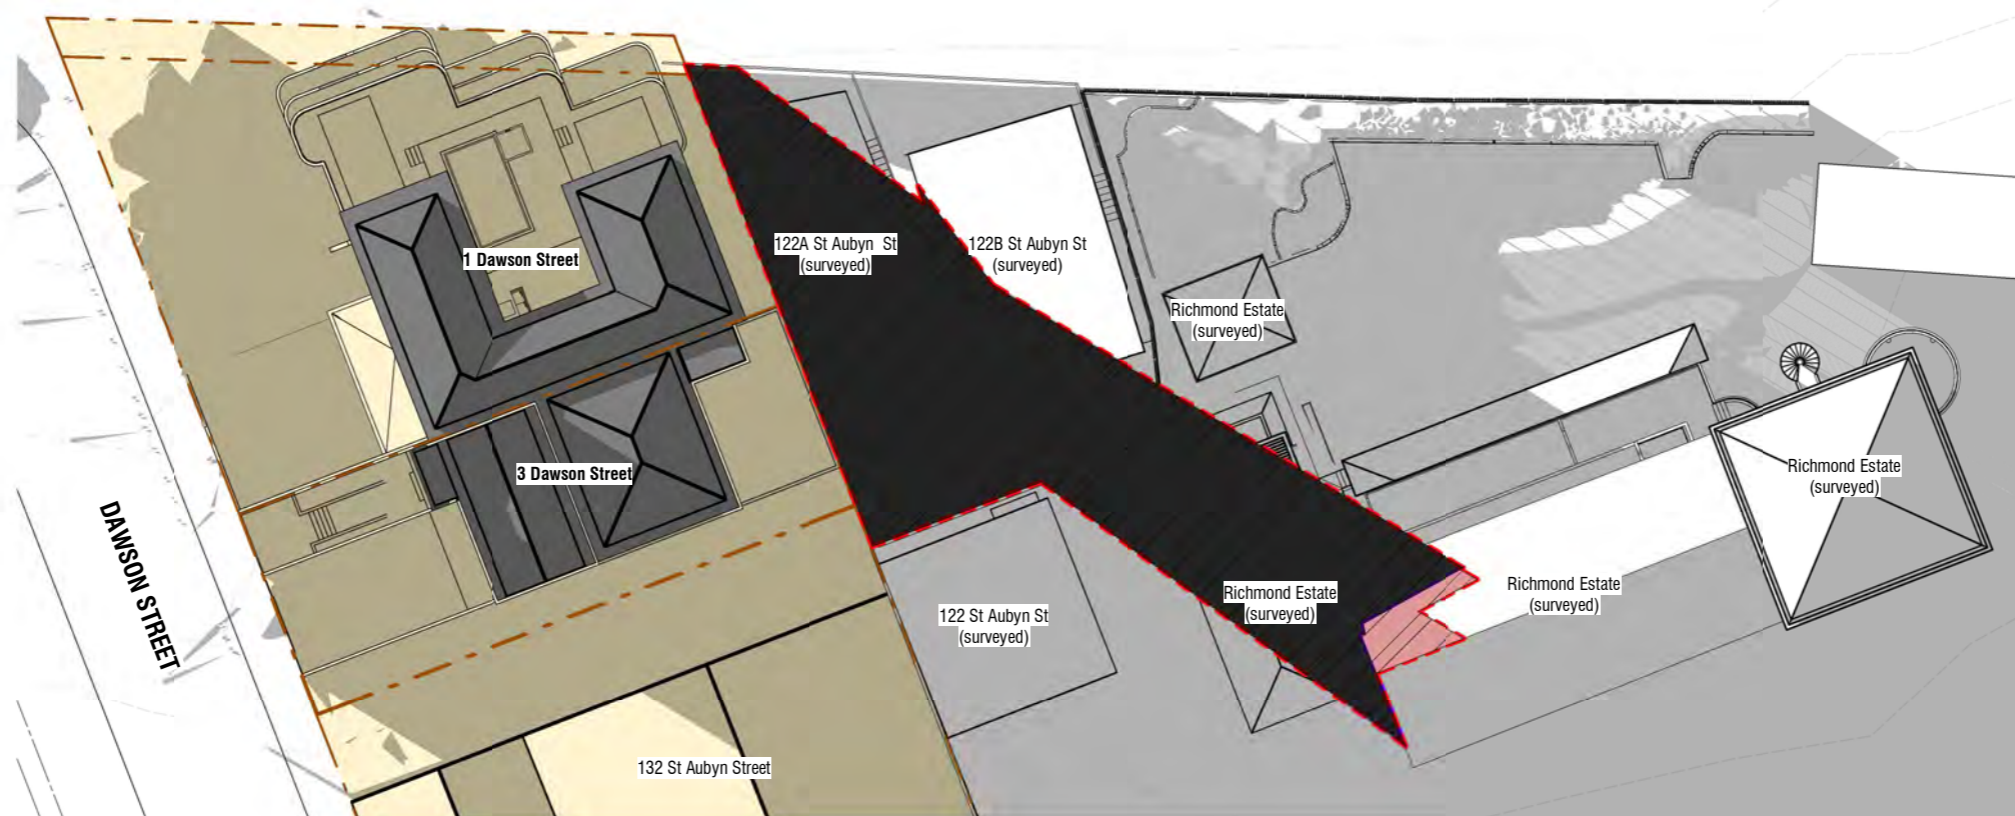 1 Dawson Street
122A St Aubyn St
(surveyed)
122B St Aubyn St
(surveyed)
Richmond Estate
(surveyed)
3 Dawson Street
Richmond Estate
(surveyed)
DAWSON STREET
122 St Aubyn St
(surveyed)
Richmond Estate
(surveyed)
Richmond Estate
(surveyed)
132 St Aubyn Street